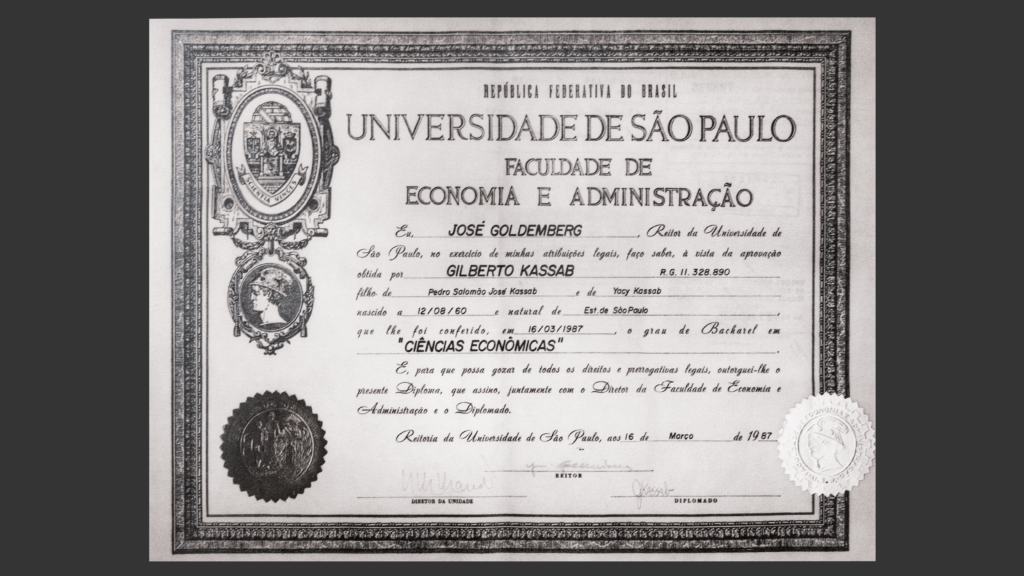 REPÚBLICA FEDERATIVA DO BRASIL
UNIVERSIDADE DE SÃO PAULO
FACULDADE DE
ECONOMIA E ADMINISTRAÇÃO
Eu, JOSÉ GOLDEMBERG, Reitor da Universidade de
São Paulo, no exercício de minhas atribuições legais, faço saber, à vista da aprovação
obtida por GILBERTO KASSAB R.G. 11.328.890
filho de Pedro Salomão José Kassab e de Yacy Kassab
nascido a 12/08/60 e natural de Est. de São Paulo,
que lhe foi conferido, em 16/03/1987, o grau de Bacharel em
"CIÊNCIAS ECONÔMICAS".
E, para que possa gozar de todos os direitos e prerrogativas legais, outorguei-lhe o
presente Diploma, que assino, juntamente com o Diretor da Faculdade de Economia e
Administração e o Diplomado.
Reitoria da Universidade de São Paulo, aos 16 de Março de 1987
REITOR
DIRETOR DA UNIDADE
DIPLOMADO
SCIENTIA VINCES